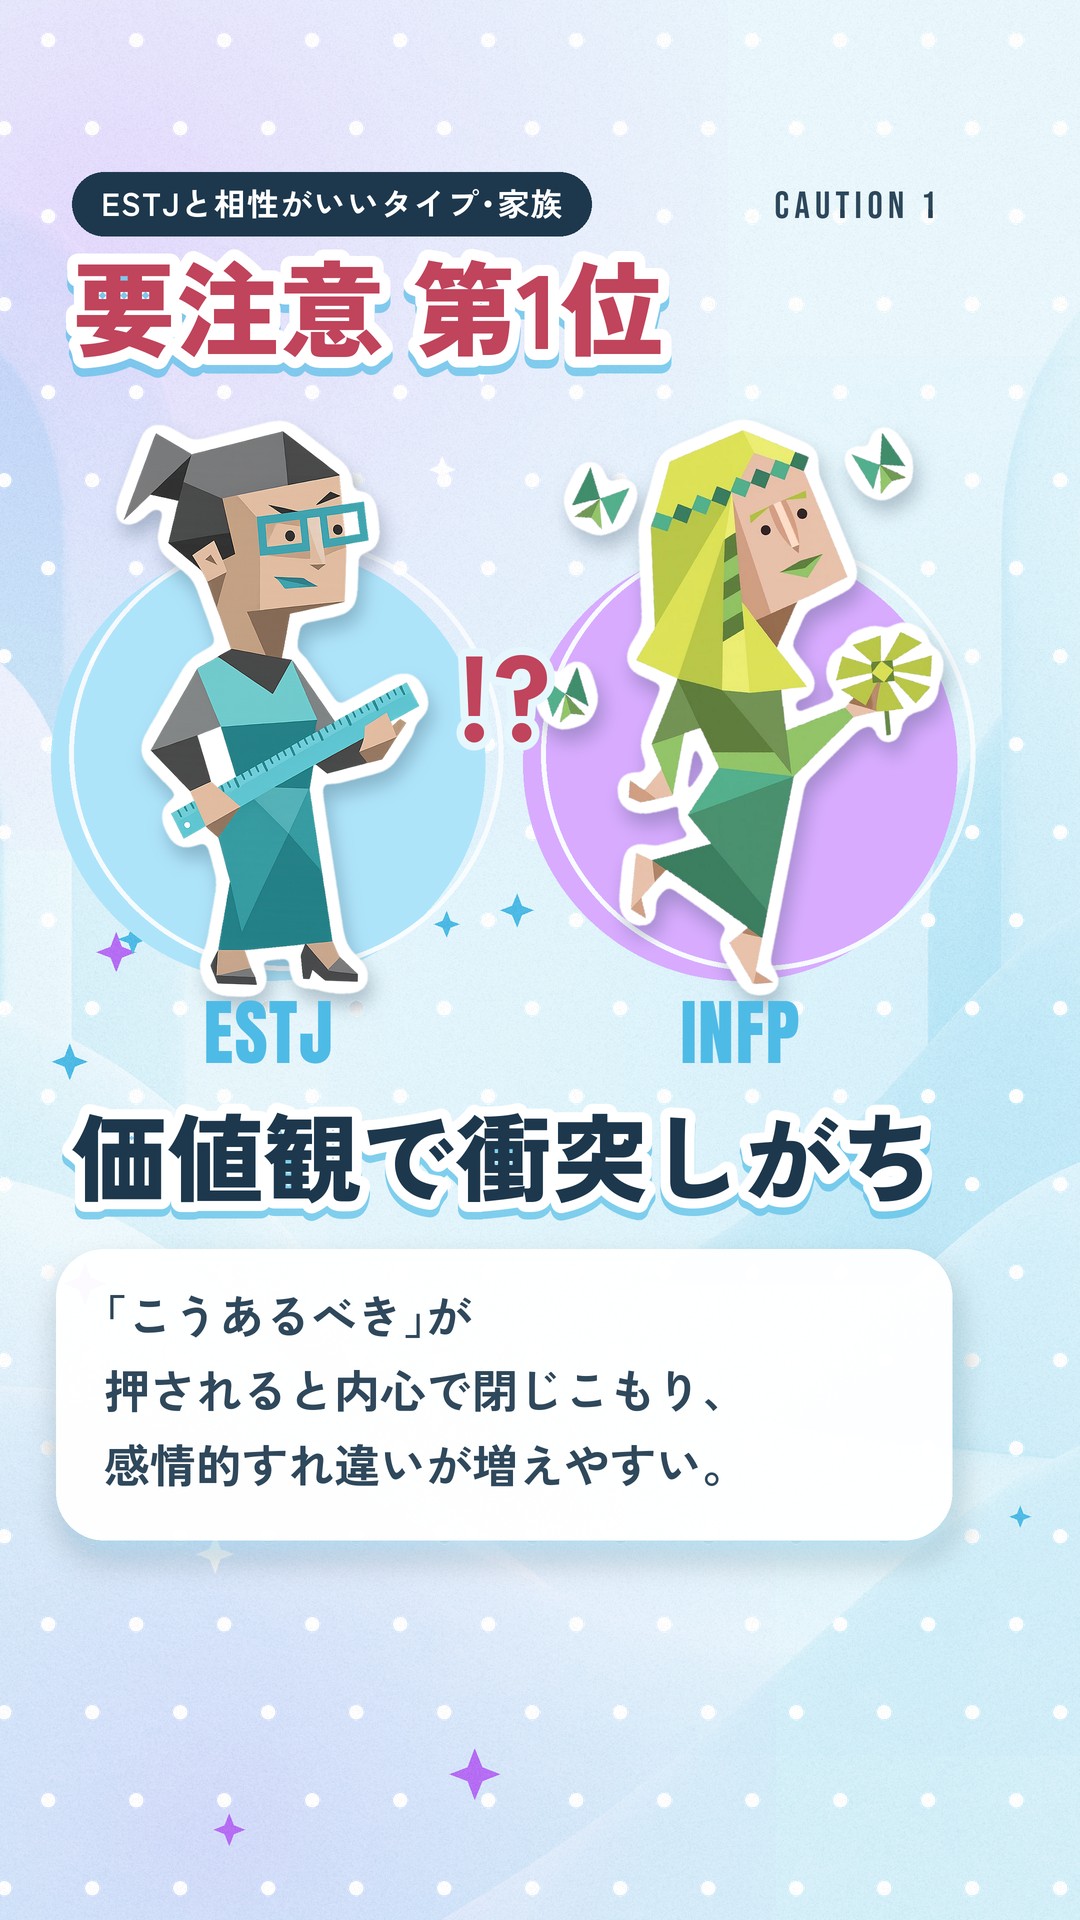 ESTJと相性がいいタイプ・家族
CAUTION 1
要注意 第1位
!?
ESTJ
INFP
価値観で衝突しがち
「こうあるべき」が
押されると内心で閉じこもり、
感情的すれ違いが増えやすい。